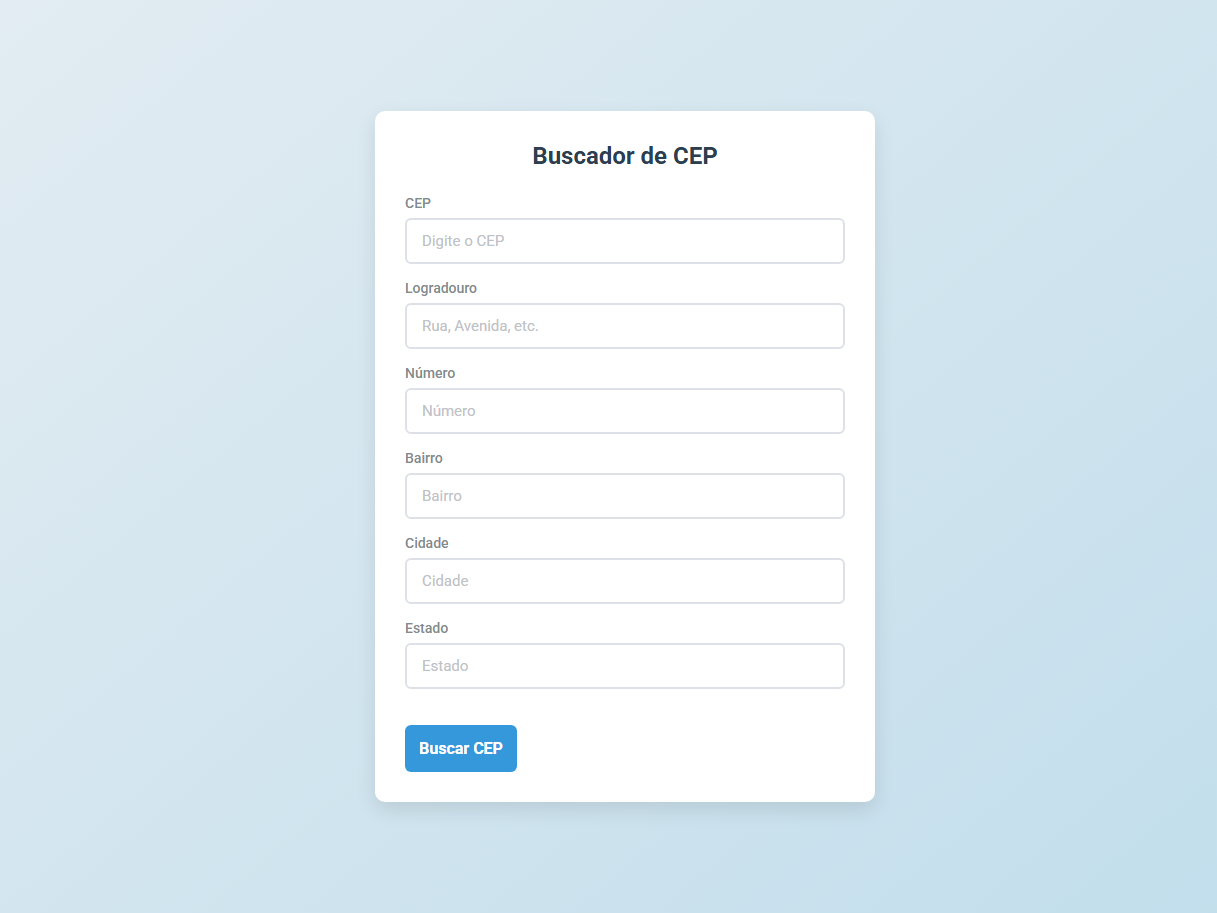 Buscador de CEP
CEP
Digite o CEP
Logradouro
Rua, Avenida, etc.
Número
Número
Bairro
Bairro
Cidade
Cidade
Estado
Estado
Buscar CEP